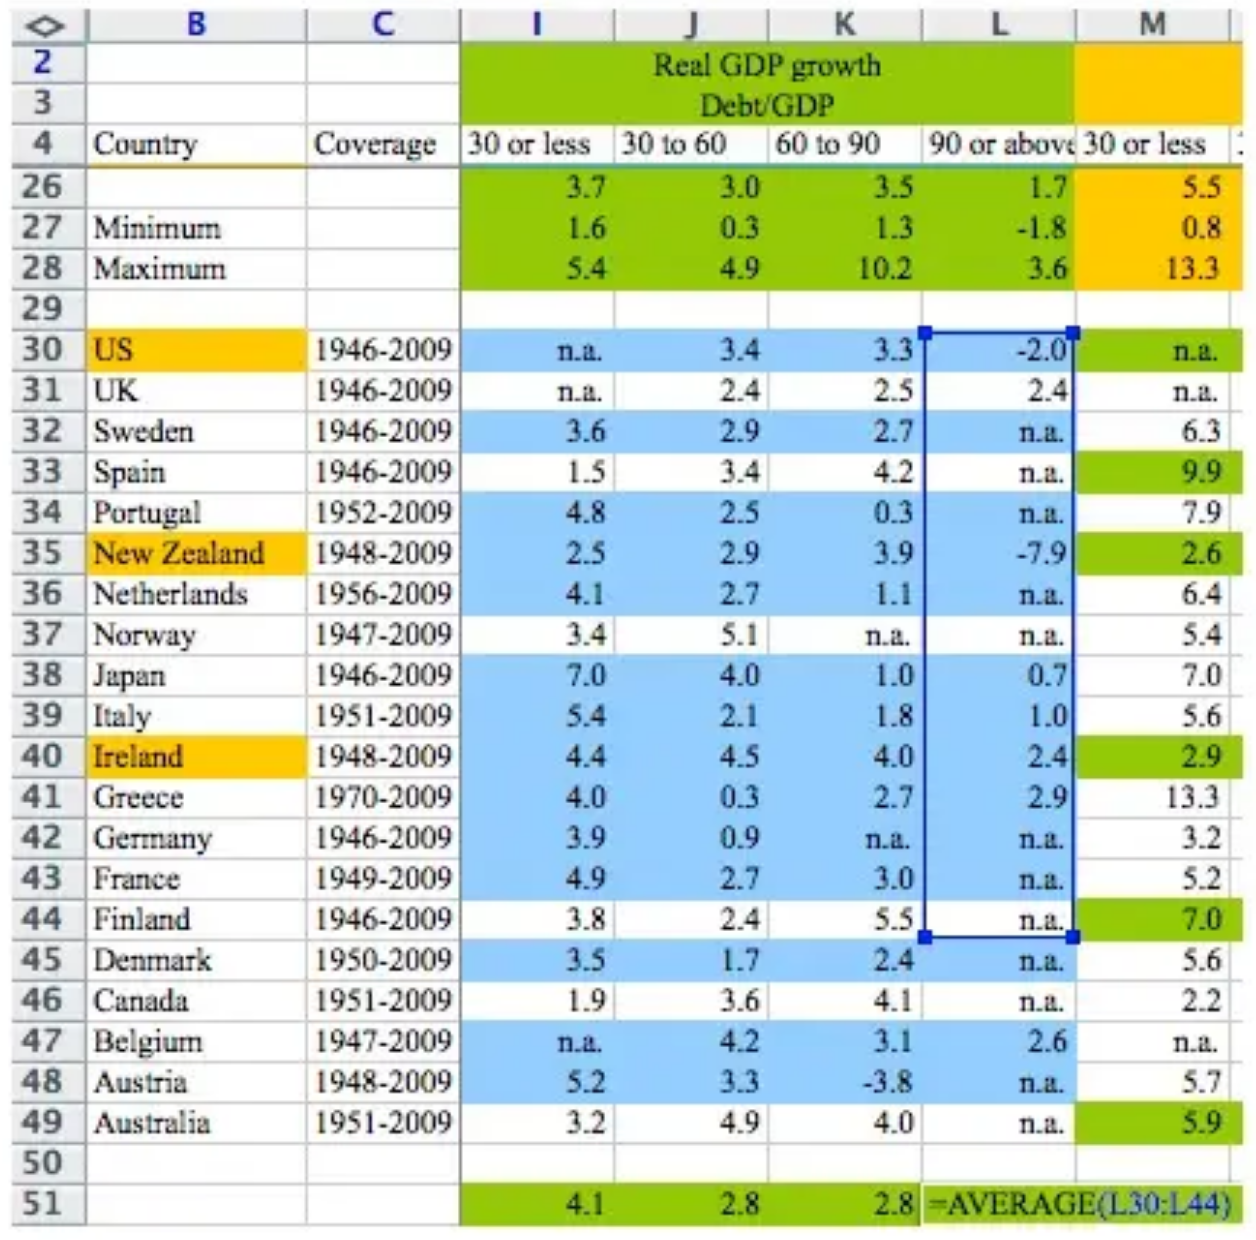 B C I J K L M
2 Real GDP growth
3 Debt/GDP
4 Country Coverage 30 or less 30 to 60 60 to 90 90 or above 30 or less
26 3.7 3.0 3.5 1.7 5.5
27 Minimum 1.6 0.3 1.3 -1.8 0.8
28 Maximum 5.4 4.9 10.2 3.6 13.3
29
30 US 1946-2009 n.a. 3.4 3.3 -2.0 n.a.
31 UK 1946-2009 n.a. 2.4 2.5 2.4 n.a.
32 Sweden 1946-2009 3.6 2.9 2.7 n.a. 6.3
33 Spain 1946-2009 1.5 3.4 4.2 n.a. 9.9
34 Portugal 1952-2009 4.8 2.5 0.3 n.a. 7.9
35 New Zealand 1948-2009 2.5 2.9 3.9 -7.9 2.6
36 Netherlands 1956-2009 4.1 2.7 1.1 n.a. 6.4
37 Norway 1947-2009 3.4 5.1 n.a. n.a. 5.4
38 Japan 1946-2009 7.0 4.0 1.0 0.7 7.0
39 Italy 1951-2009 5.4 2.1 1.8 1.0 5.6
40 Ireland 1948-2009 4.4 4.5 4.0 2.4 2.9
41 Greece 1970-2009 4.0 0.3 2.7 2.9 13.3
42 Germany 1946-2009 3.9 0.9 n.a. n.a. 3.2
43 France 1949-2009 4.9 2.7 3.0 n.a. 5.2
44 Finland 1946-2009 3.8 2.4 5.5 n.a. 7.0
45 Denmark 1950-2009 3.5 1.7 2.4 n.a. 5.6
46 Canada 1951-2009 1.9 3.6 4.1 n.a. 2.2
47 Belgium 1947-2009 n.a. 4.2 3.1 2.6 n.a.
48 Austria 1948-2009 5.2 3.3 -3.8 n.a. 5.7
49 Australia 1951-2009 3.2 4.9 4.0 n.a. 5.9
50
51 4.1 2.8 2.8 =AVERAGE(L30:L44)